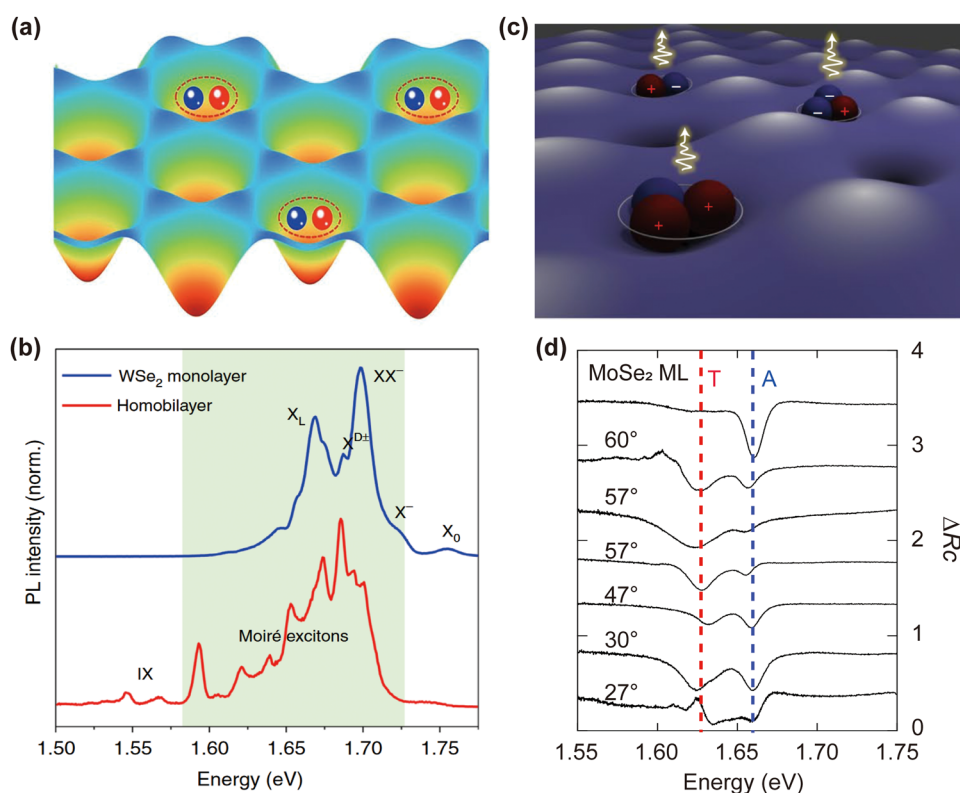 (a)
(c)
+ −
−
− +
+
+ +
(b)
WSe₂ monolayer
Homobilayer
XX⁻
X_L
X^D±
X⁻
X₀
Moiré excitons
IX
PL intensity (norm.)
1.50 1.55 1.60 1.65 1.70 1.75
Energy (eV)
(d)
MoSe₂ ML
T
A
60°
57°
57°
47°
30°
27°
4
3
2
1
0
ΔRc
1.55 1.60 1.65 1.70 1.75
Energy (eV)